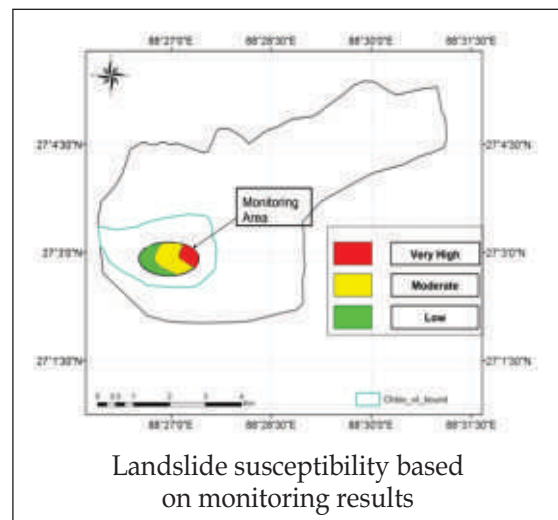 88°27'0"E 88°28'30"E 88°30'0"E 88°31'30"E
27°4'30"N 27°4'30"N
Monitoring
Area
27°3'0"N 27°3'0"N
Very High
Moderate
Low
27°1'30"N 27°1'30"N
88°27'0"E 88°28'30"E 88°30'0"E 88°31'30"E
Landslide susceptibility based
on monitoring results